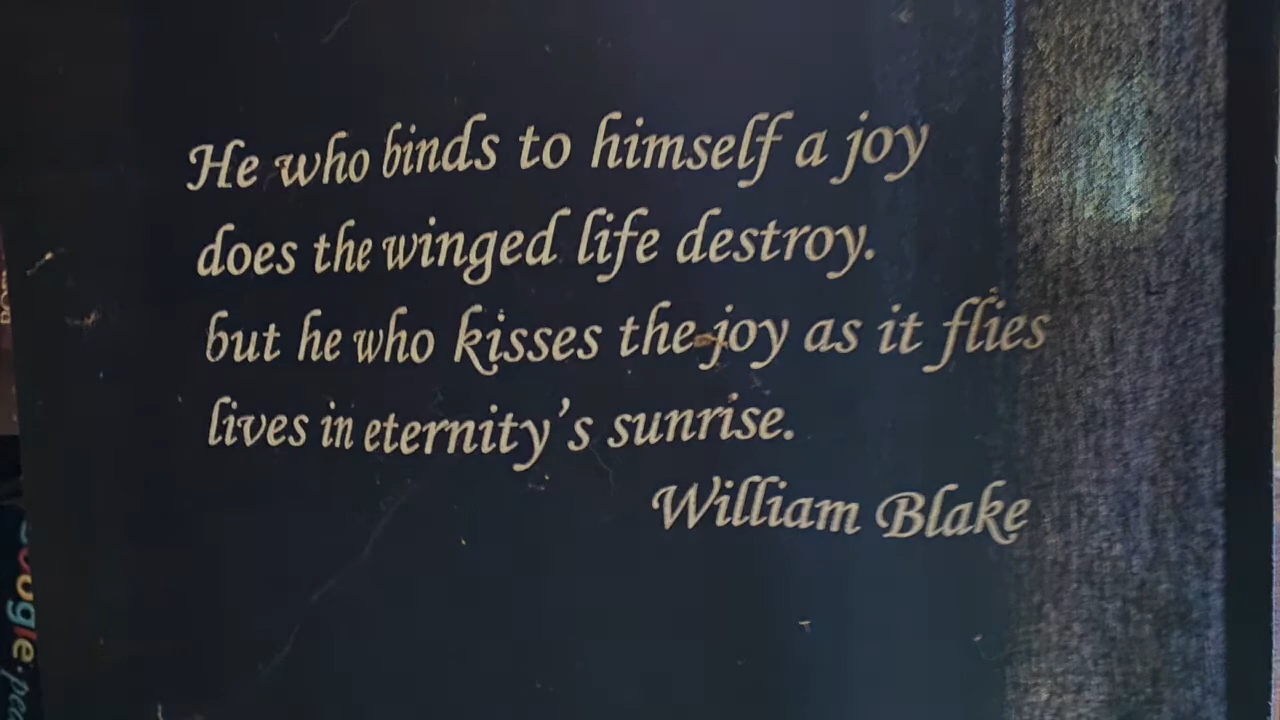 He who binds to himself a joy
does the winged life destroy.
but he who kisses the joy as it flies
lives in eternity's sunrise.
William Blake